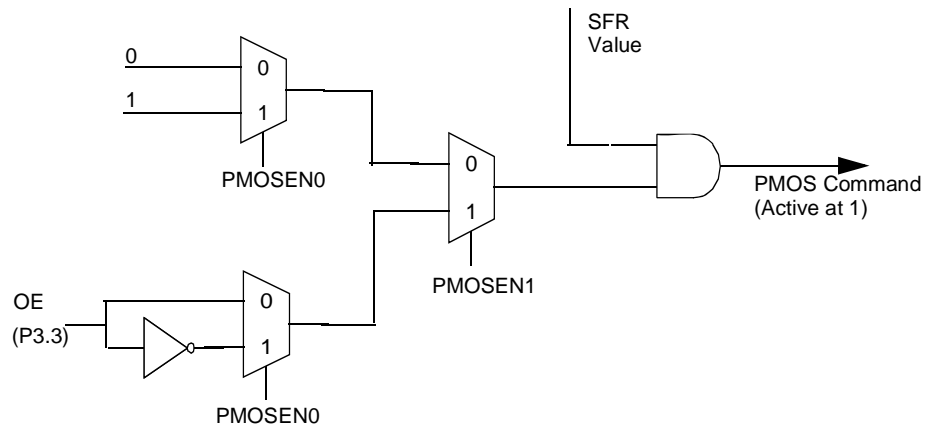 SFR
Value
0
0
1
1
PMOSEN0
0
1
PMOS Command
(Active at 1)
PMOSEN1
OE
(P3.3)
0
1
PMOSEN0